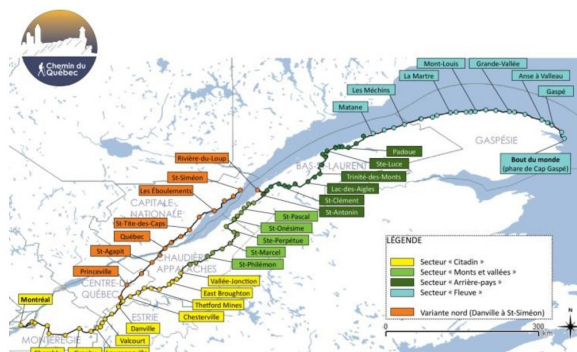 Chemin du
Québec
Mont-Louis
Grande-Vallée
La Martre
Anse à Valleau
Les Méchins
Gaspé
Matane
GASPÉSIE
Padoue
Bout du monde
(phare de Cap Gaspé)
Rivière-du-Loup
BAS-ST-LAURENT
Ste-Luce
Trinité-des-Monts
St-Siméon
Lac-des-Aigles
Les Éboulements
St-Clément
CAPITALE-
NATIONALE
St-Antonin
St-Pascal
St-Tite-des-Caps
St-Onésime
Québec
Ste-Perpétue
St-Agapit
CHAUDIÈRE
APPALACHES
St-Marcel
St-Philémon
Princeville
CENTRE-DU-
QUÉBEC
Vallée-Jonction
East Broughton
Thetford Mines
Chesterville
Montréal
ESTRIE
Danville
MONTÉRÉGIE
Valcourt
LÉGENDE
Secteur « Citadin »
Secteur « Monts et vallées »
Secteur « Arrière-pays »
Secteur « Fleuve »
Variante nord (Danville à St-Siméon)
0
300
km
N